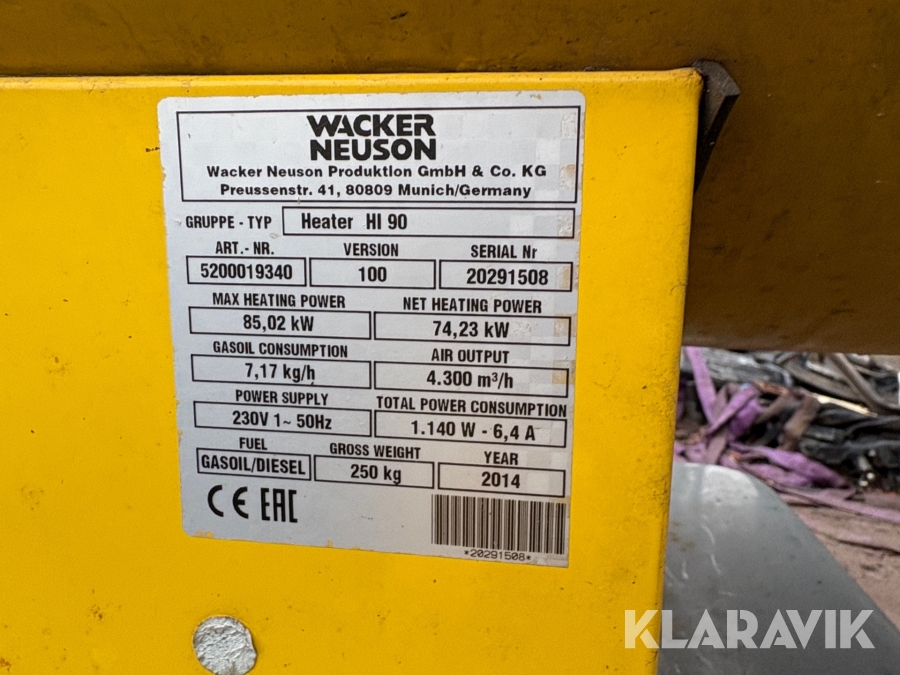 WACKER
NEUSON
Wacker Neuson Produktion GmbH & Co. KG
Preussenstr. 41, 80809 Munich/Germany
GRUPPE - TYP Heater HI 90
ART.- NR. VERSION SERIAL Nr
5200019340 100 20291508
MAX HEATING POWER NET HEATING POWER
85,02 kW 74,23 kW
GASOIL CONSUMPTION AIR OUTPUT
7,17 kg/h 4.300 m³/h
POWER SUPPLY TOTAL POWER CONSUMPTION
230V 1~ 50Hz 1.140 W - 6,4 A
FUEL GROSS WEIGHT YEAR
GASOIL/DIESEL 250 kg 2014
CE EAC
*20291508*
KLARAVIK